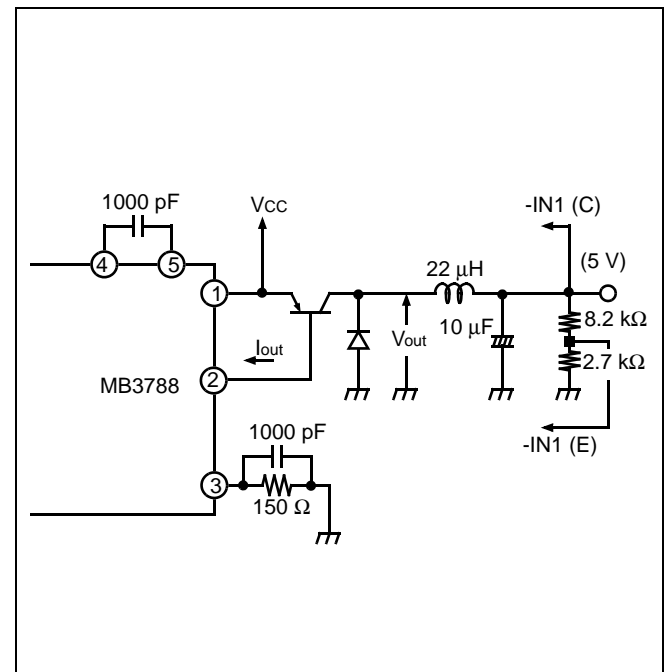 1000 pF
VCC
-IN1 (C)
4
5
(5 V)
22 μH
1
8.2 kΩ
10 μF
Iout
Vout
2.7 kΩ
2
MB3788
1000 pF
-IN1 (E)
3
150 Ω